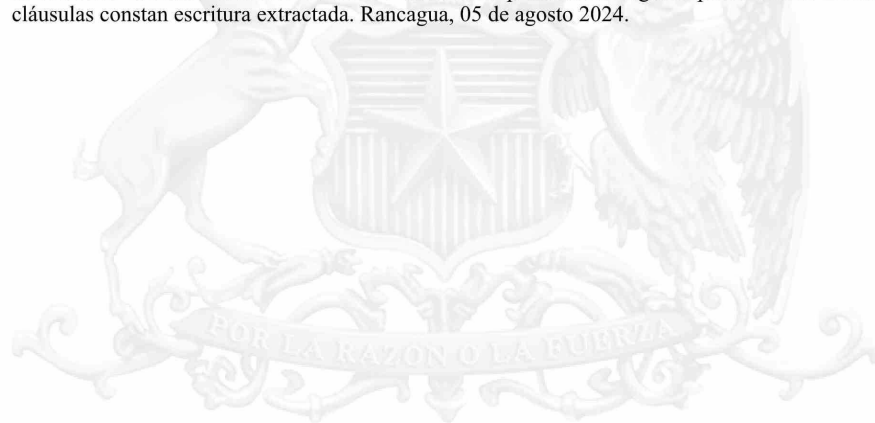 cláusulas constan escritura extractada. Rancagua, 05 de agosto 2024.
POR LA RAZON O LA FUERZA